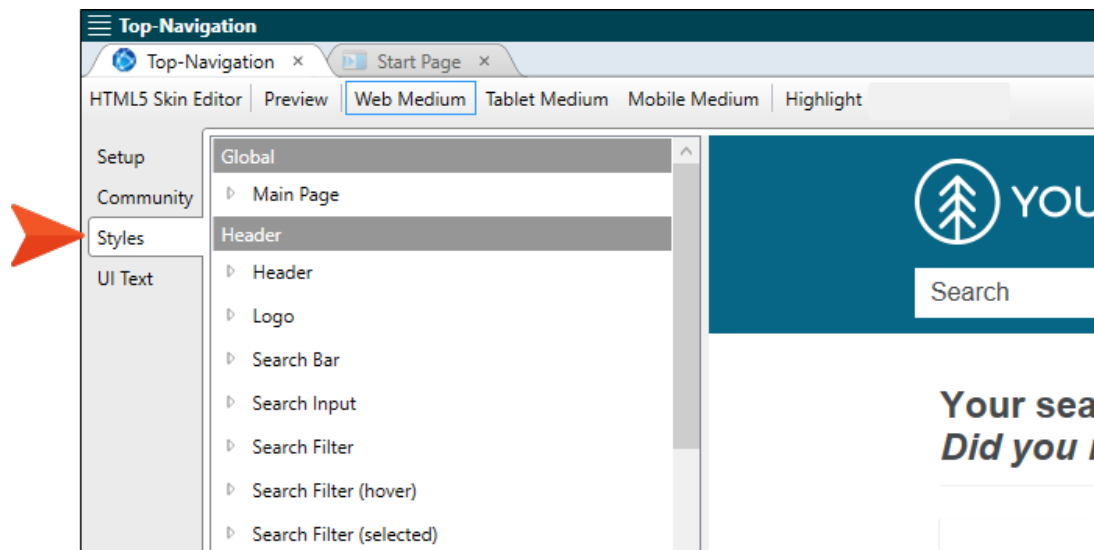 Top-Navigation
Top-Navigation × Start Page ×
HTML5 Skin Editor Preview Web Medium Tablet Medium Mobile Medium Highlight
Setup
Community
Styles
UI Text
Global
Main Page
Header
Header
Logo
Search Bar
Search Input
Search Filter
Search Filter (hover)
Search Filter (selected)
YOU
Search
Your sea
Did you